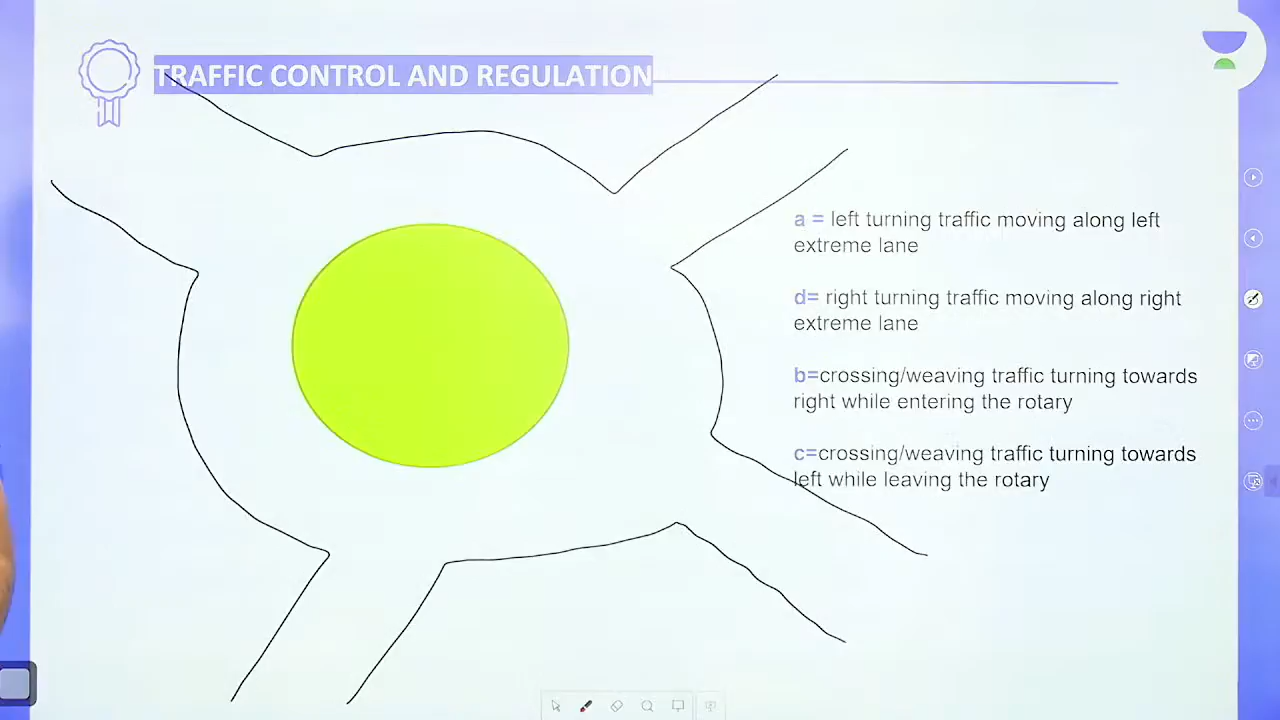 TRAFFIC CONTROL AND REGULATION
a = left turning traffic moving along left
extreme lane
d= right turning traffic moving along right
extreme lane
b=crossing/weaving traffic turning towards
right while entering the rotary
c=crossing/weaving traffic turning towards
left while leaving the rotary